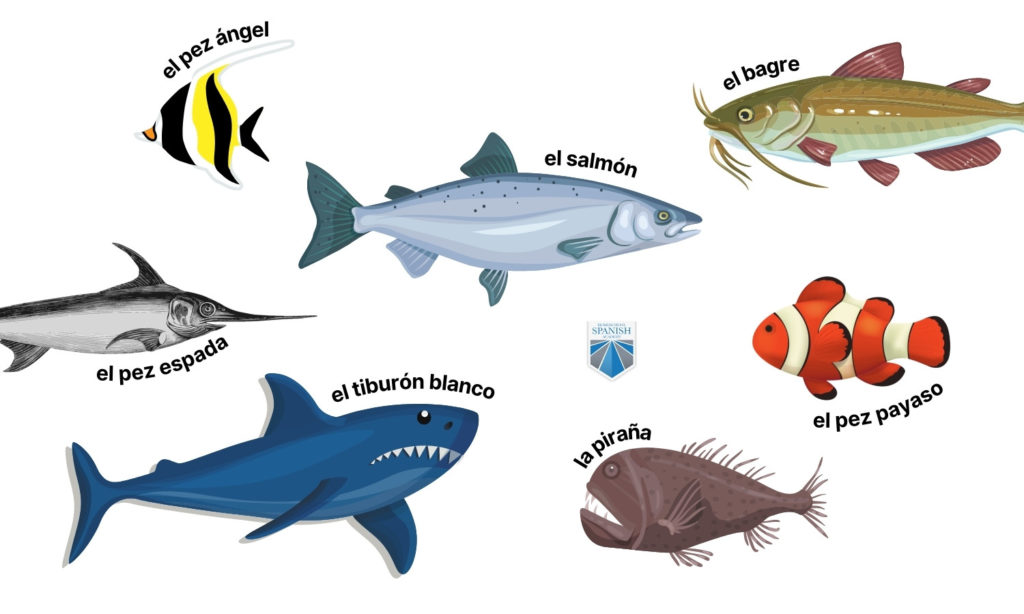 el pez ángel
el bagre
el salmón
el pez espada
SPANISH
el tiburón blanco
el pez payaso
la piraña